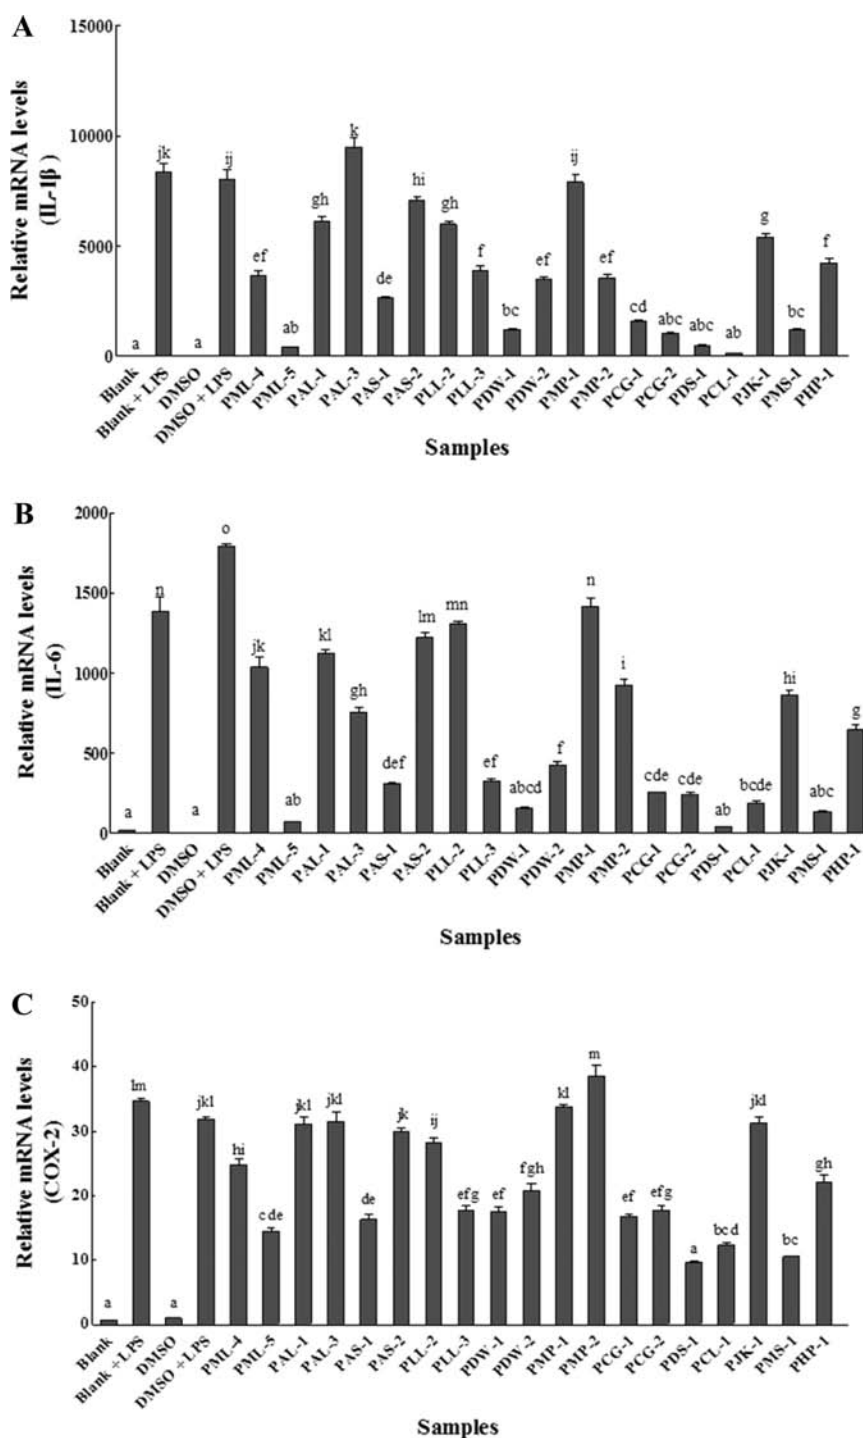 A
Relative mRNA levels
(IL-1β )
15000
10000
5000
0
a jk a ij ef ab gh k de hi gh f bc ef ij ef cd abc abc ab g bc f
Blank Blank + LPS DMSO DMSO + LPS PML-4 PML-5 PAL-1 PAL-3 PAS-1 PAS-2 PLL-2 PLL-3 PDW-1 PDW-2 PMP-1 PMP-2 PCG-1 PCG-2 PDS-1 PCL-1 PJK-1 PMS-1 PHP-1
Samples
B
Relative mRNA levels
(IL-6)
2000
1500
1000
500
0
a n a o jk ab kl gh def lm mn ef abcd f n i cde cde ab bcde hi abc g
Blank Blank + LPS DMSO DMSO + LPS PML-4 PML-5 PAL-1 PAL-3 PAS-1 PAS-2 PLL-2 PLL-3 PDW-1 PDW-2 PMP-1 PMP-2 PCG-1 PCG-2 PDS-1 PCL-1 PJK-1 PMS-1 PHP-1
Samples
C
Relative mRNA levels
(COX-2)
50
40
30
20
10
0
a lm a jkl hi cde jkl jkl de jk ij efg ef fgh kl m ef efg a bcd jkl bc gh
Blank Blank + LPS DMSO DMSO + LPS PML-4 PML-5 PAL-1 PAL-3 PAS-1 PAS-2 PLL-2 PLL-3 PDW-1 PDW-2 PMP-1 PMP-2 PCG-1 PCG-2 PDS-1 PCL-1 PJK-1 PMS-1 PHP-1
Samples